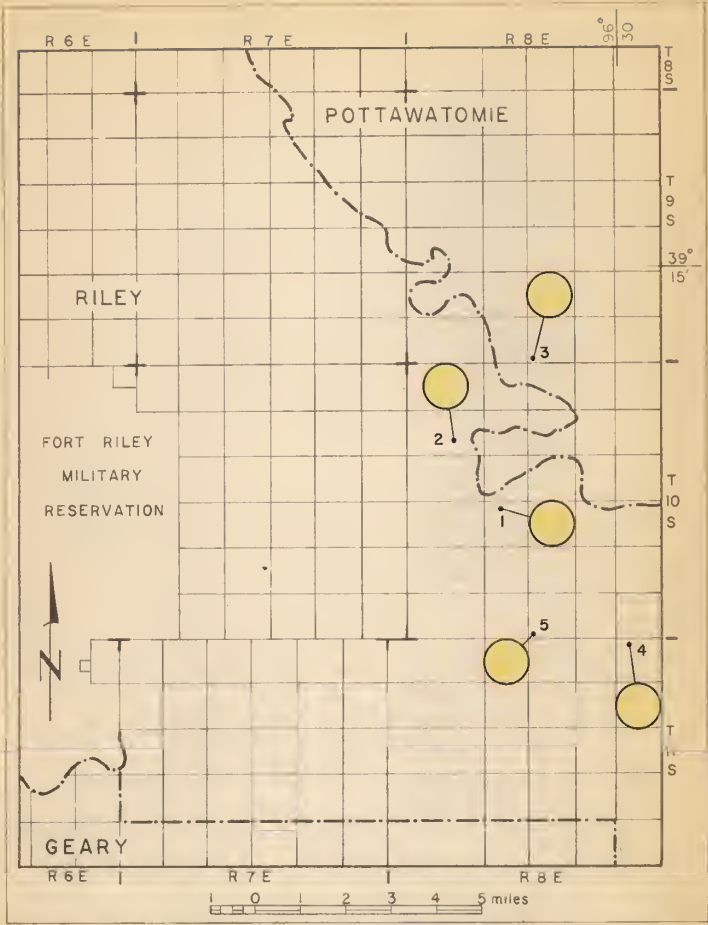 R 6 E R 7 E R 8 E 96° 30
T 8 S
POTTAWATOMIE
T 9 S
39° 15'
RILEY
3
2
FORT RILEY
MILITARY
RESERVATION
T 10 S
1
5
4
N
T S
GEARY
R 6 E R 7 E R 8 E
1 0 1 2 3 4 5 miles